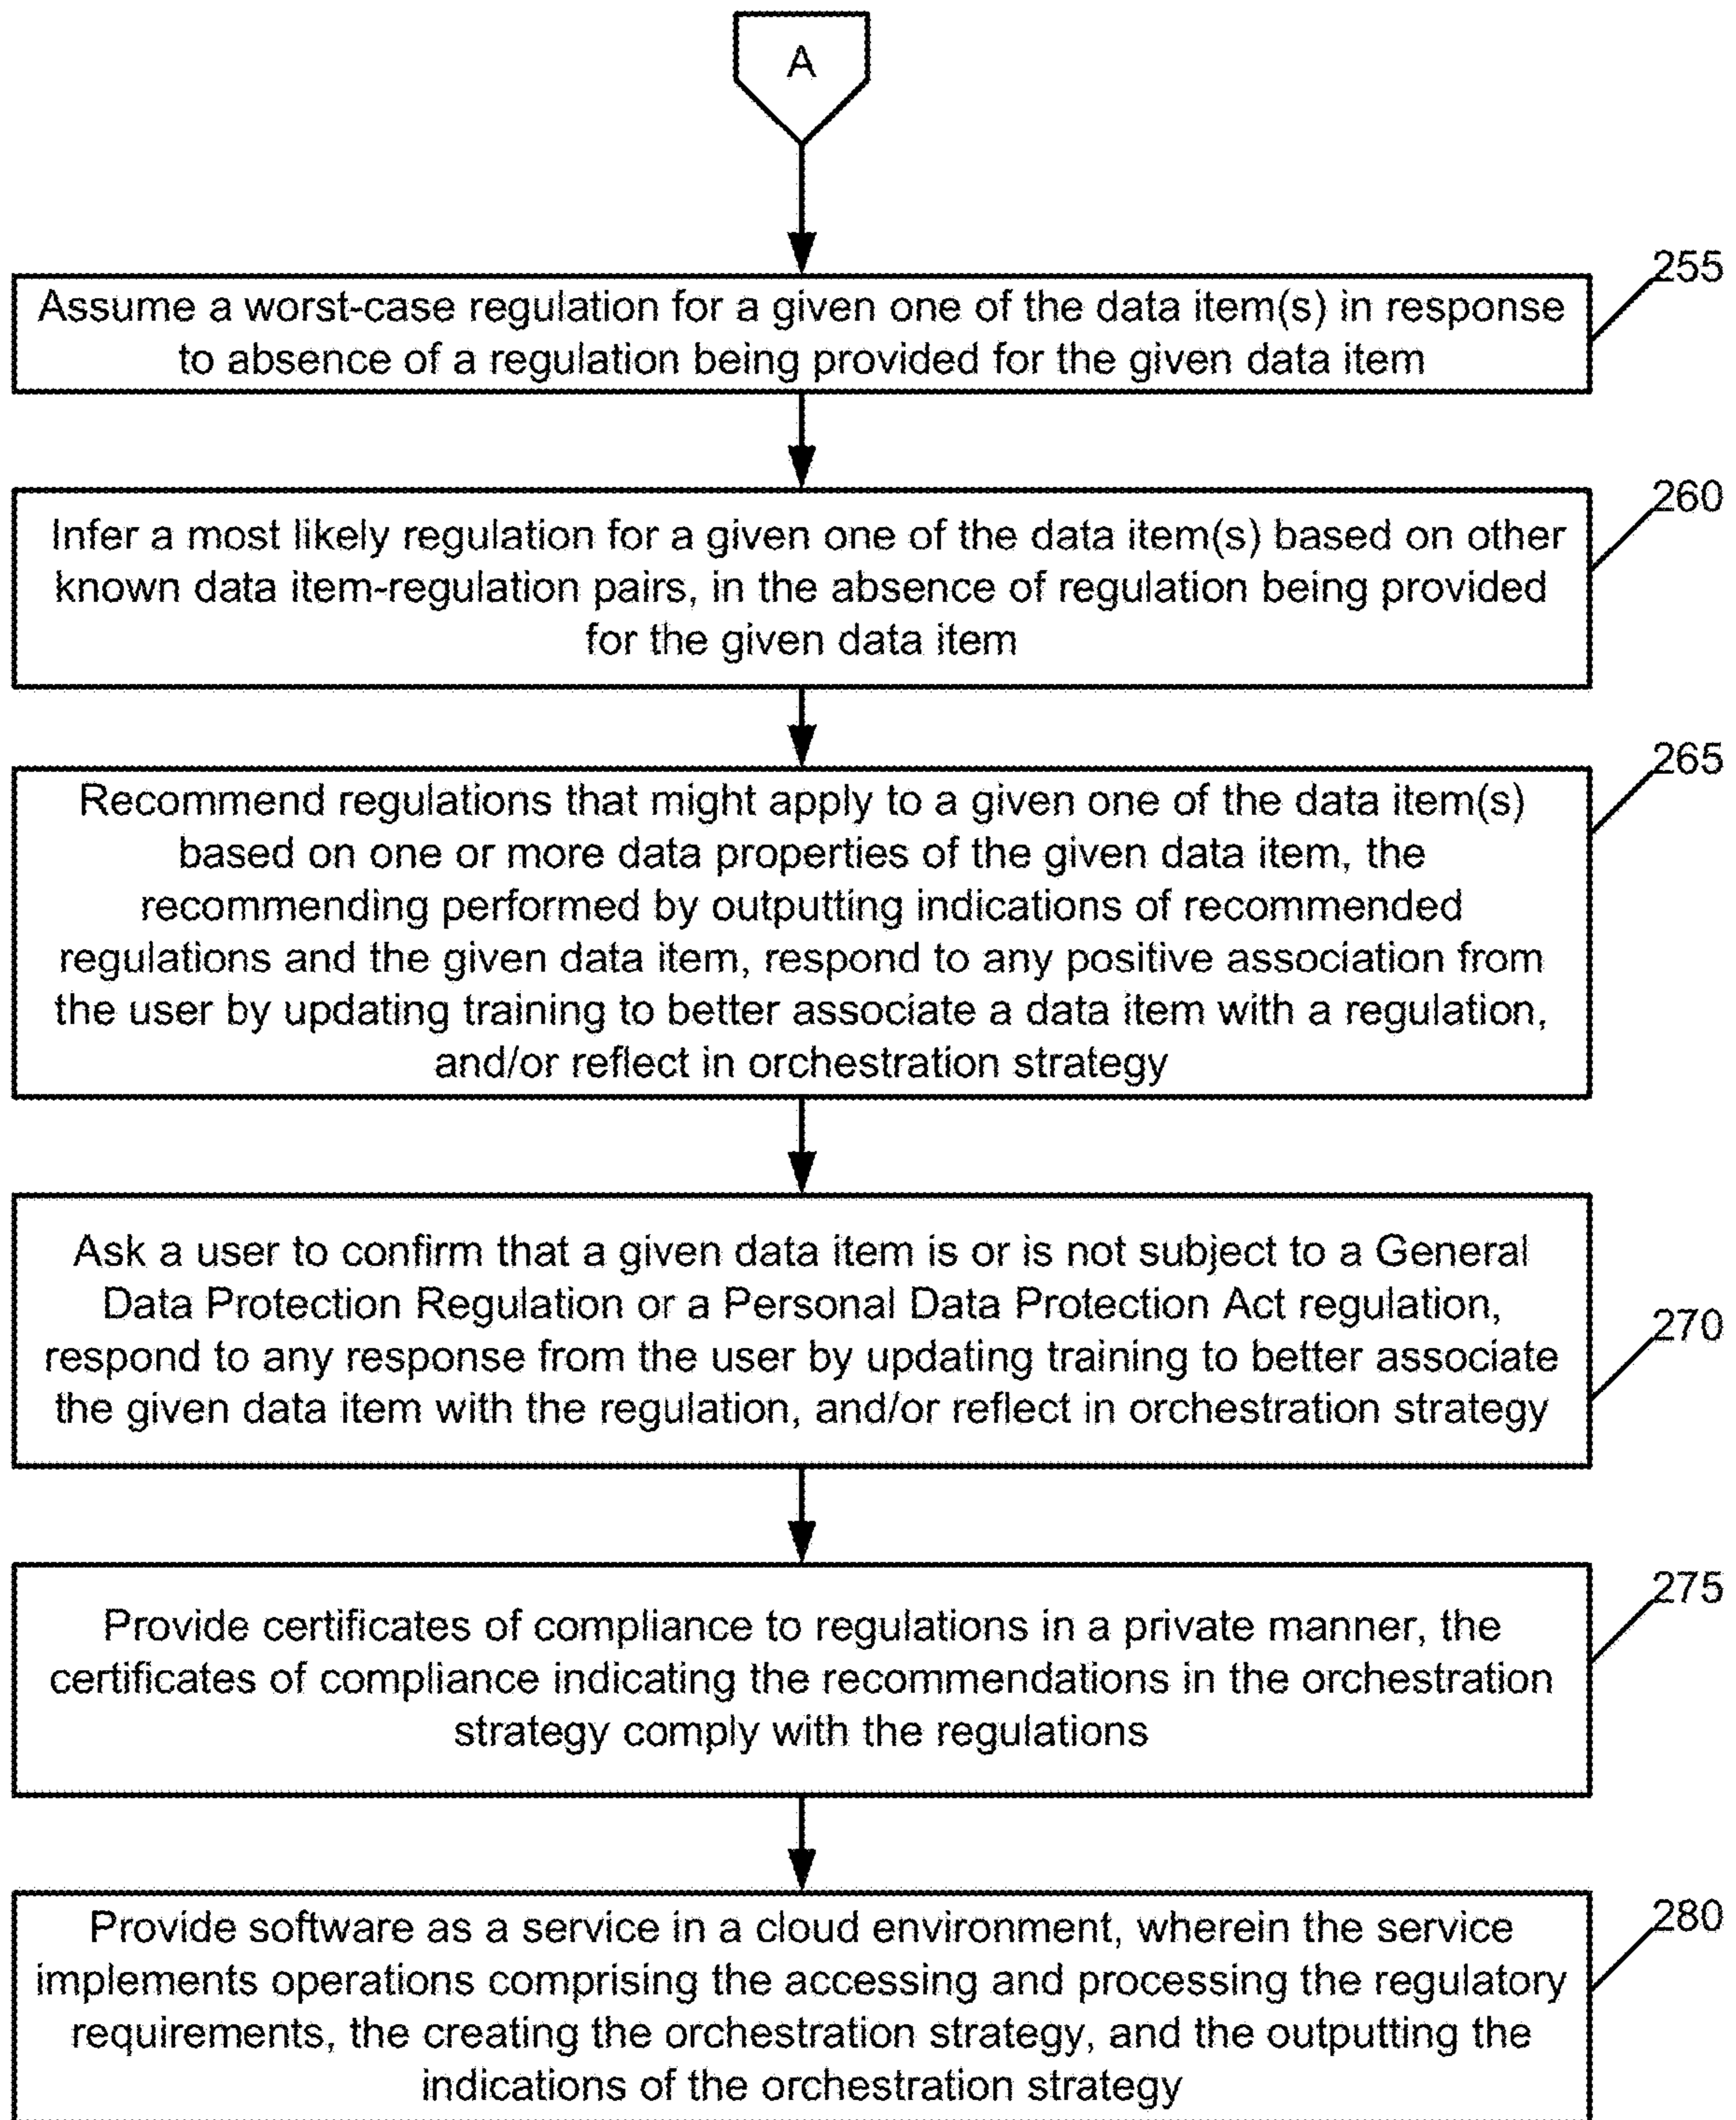 A
255
Assume a worst-case regulation for a given one of the data item(s) in response
to absence of a regulation being provided for the given data item
260
Infer a most likely regulation for a given one of the data item(s) based on other
known data item-regulation pairs, in the absence of regulation being provided
for the given data item
265
Recommend regulations that might apply to a given one of the data item(s)
based on one or more data properties of the given data item, the
recommending performed by outputting indications of recommended
regulations and the given data item, respond to any positive association from
the user by updating training to better associate a data item with a regulation,
and/or reflect in orchestration strategy
270
Ask a user to confirm that a given data item is or is not subject to a General
Data Protection Regulation or a Personal Data Protection Act regulation,
respond to any response from the user by updating training to better associate
the given data item with the regulation, and/or reflect in orchestration strategy
275
Provide certificates of compliance to regulations in a private manner, the
certificates of compliance indicating the recommendations in the orchestration
strategy comply with the regulations
280
Provide software as a service in a cloud environment, wherein the service
implements operations comprising the accessing and processing the regulatory
requirements, the creating the orchestration strategy, and the outputting the
indications of the orchestration strategy